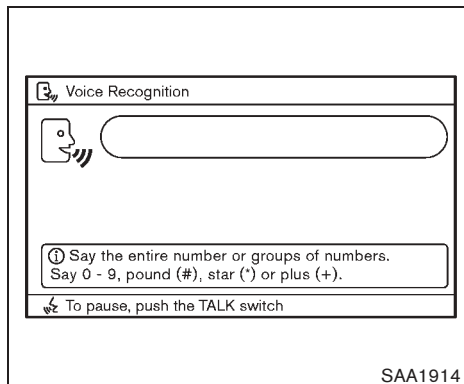 Voice Recognition
Say the entire number or groups of numbers.
Say 0 - 9, pound (#), star (*) or plus (+).
To pause, push the TALK switch
SAA1914